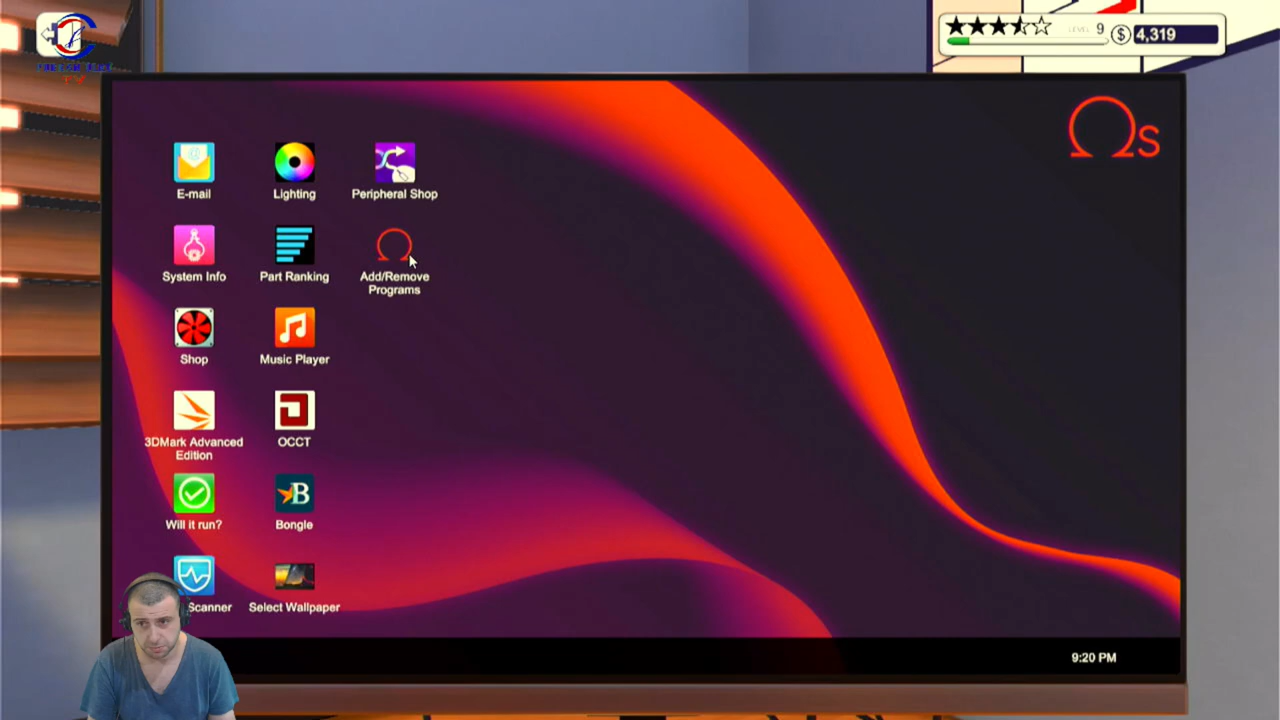 LEVEL 9
$ 4,319
Ωs
E-mail
Lighting
Peripheral Shop
System Info
Part Ranking
Add/Remove
Programs
Shop
Music Player
3DMark Advanced
Edition
OCCT
Will it run?
B
Bongle
Scanner
Select Wallpaper
9:20 PM